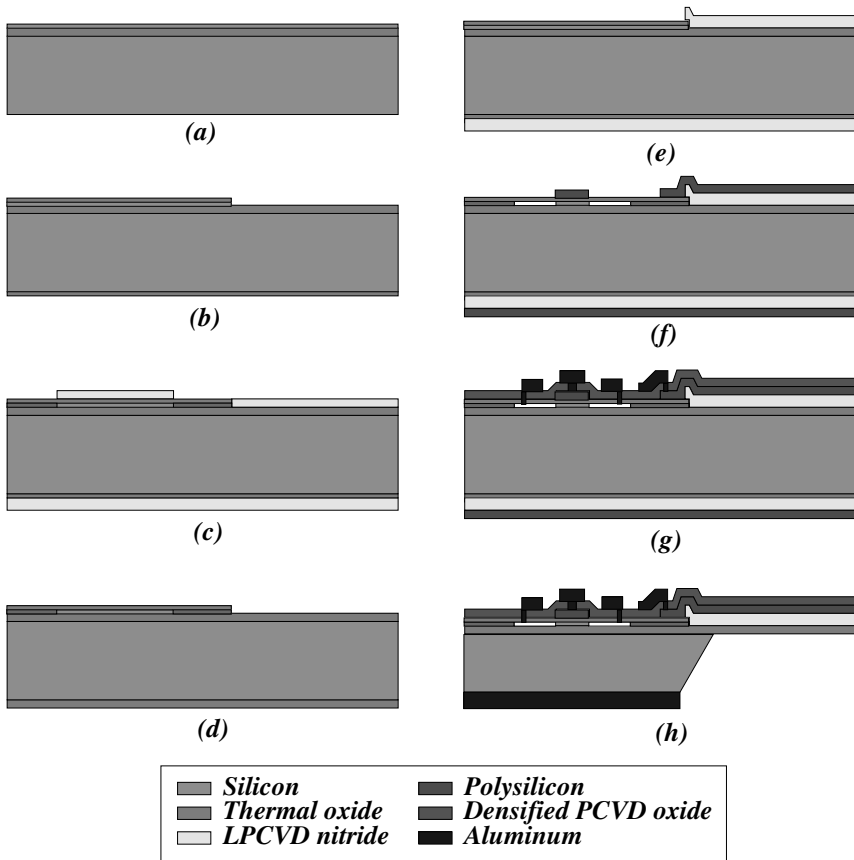 (a)
(b)
(c)
(d)
(e)
(f)
(g)
(h)
Silicon
Thermal oxide
LPCVD nitride
Polysilicon
Densified PCVD oxide
Aluminum